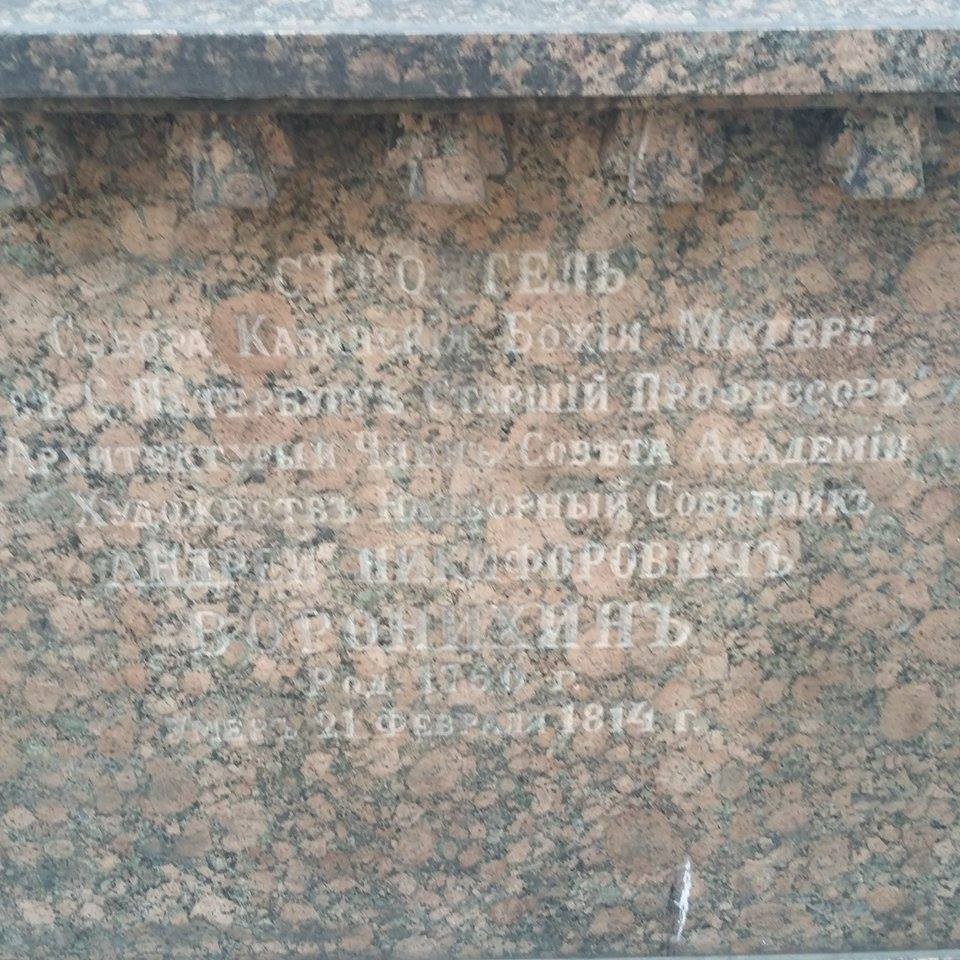 СТРОИТЕЛЬ
Собора Казанскія Божія Матери
въ С. Петербургѣ Старшій Профессоръ
Архитектурый Членъ Совѣта Академіи
Художествъ Надворный Совѣтникъ
АНДРЕЙ НИКИФОРОВИЧЪ
ВОРОНИХИНЪ
Род. 1760 г.
Умеръ 21 Февраля 1814 г.